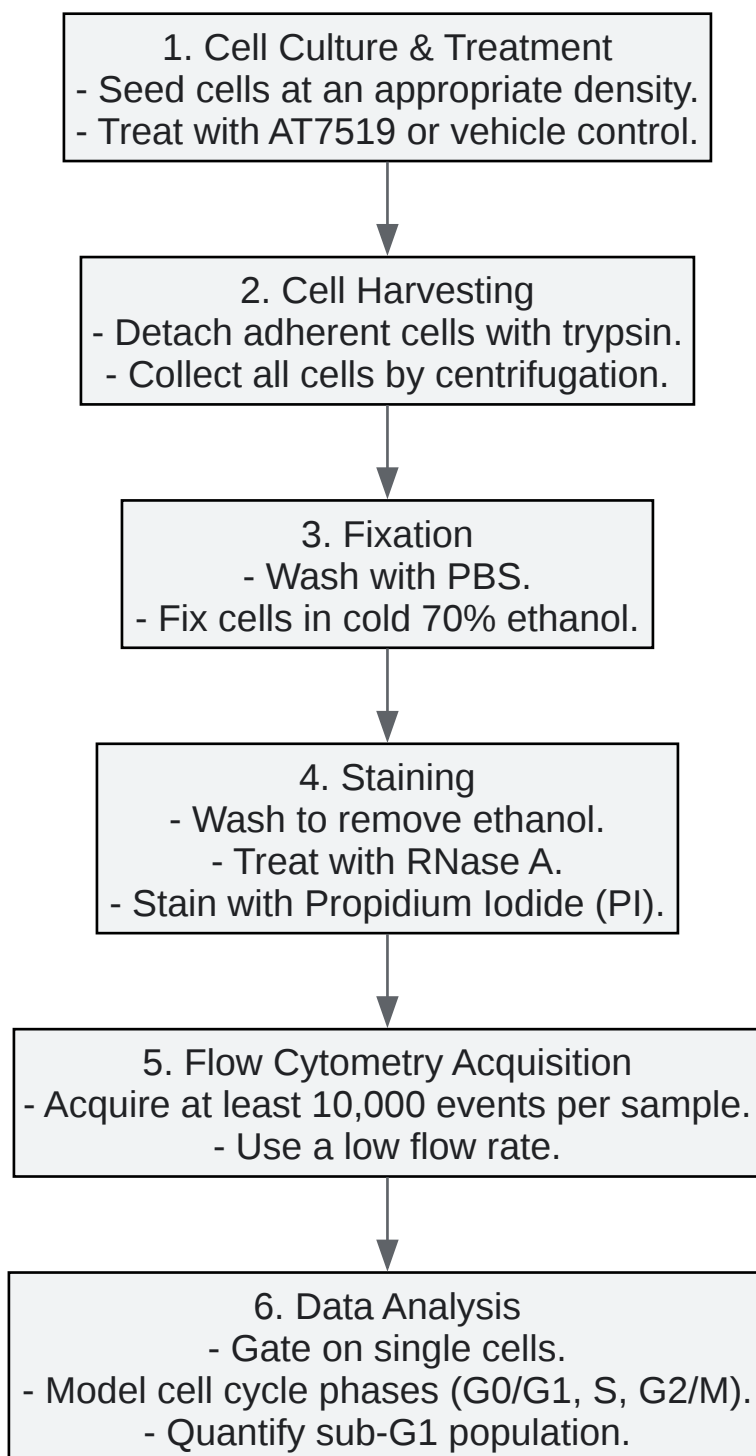 1. Cell Culture & Treatment
- Seed cells at an appropriate density.
- Treat with AT7519 or vehicle control.
2. Cell Harvesting
- Detach adherent cells with trypsin.
- Collect all cells by centrifugation.
3. Fixation
- Wash with PBS.
- Fix cells in cold 70% ethanol.
4. Staining
- Wash to remove ethanol.
- Treat with RNase A.
- Stain with Propidium Iodide (PI).
5. Flow Cytometry Acquisition
- Acquire at least 10,000 events per sample.
- Use a low flow rate.
6. Data Analysis
- Gate on single cells.
- Model cell cycle phases (G0/G1, S, G2/M).
- Quantify sub-G1 population.